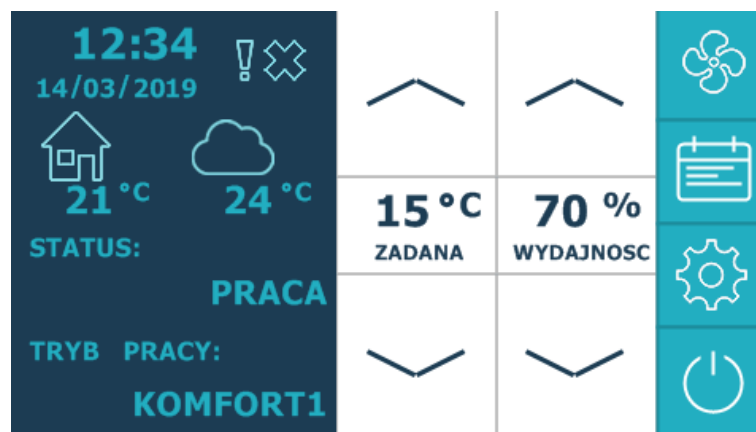 12:34
14/03/2019
21 °C
24 °C
STATUS:
PRACA
TRYB PRACY:
KOMFORT1
15 °C
ZADANA
70 %
WYDAJNOSC